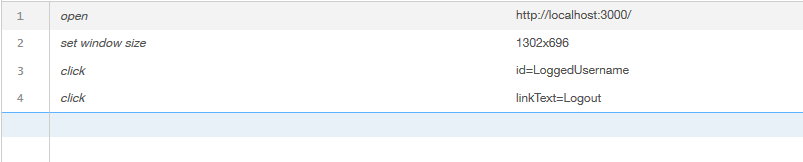 1 open http://localhost:3000/
2 set window size 1302x696
3 click id=LoggedUsername
4 click linkText=Logout